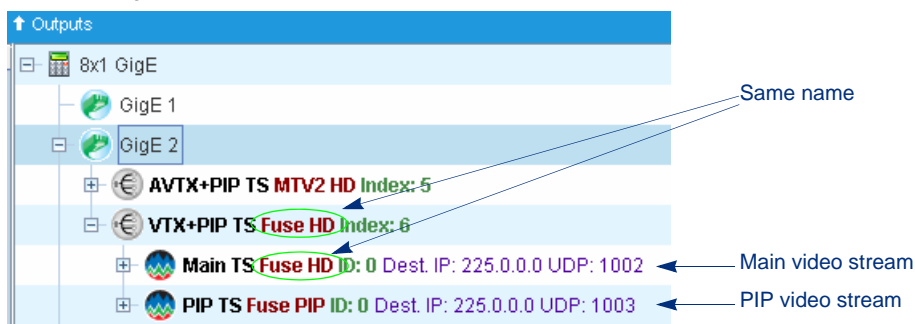 Outputs
8x1 GigE
GigE 1
Same name
GigE 2
AVTX+PIP TS MTV2 HD Index: 5
VTX+PIP TS Fuse HD Index: 6
Main TS Fuse HD ID: 0 Dest. IP: 225.0.0.0 UDP: 1002
Main video stream
PIP TS Fuse PIP ID: 0 Dest. IP: 225.0.0.0 UDP: 1003
PIP video stream